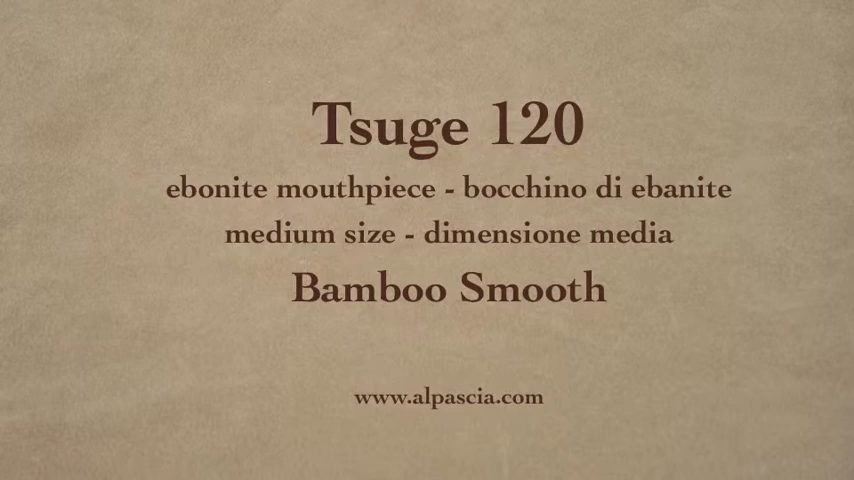 Tsuge 120
ebonite mouthpiece - bocchino di ebanite
medium size - dimensione media
Bamboo Smooth
www.alpascia.com